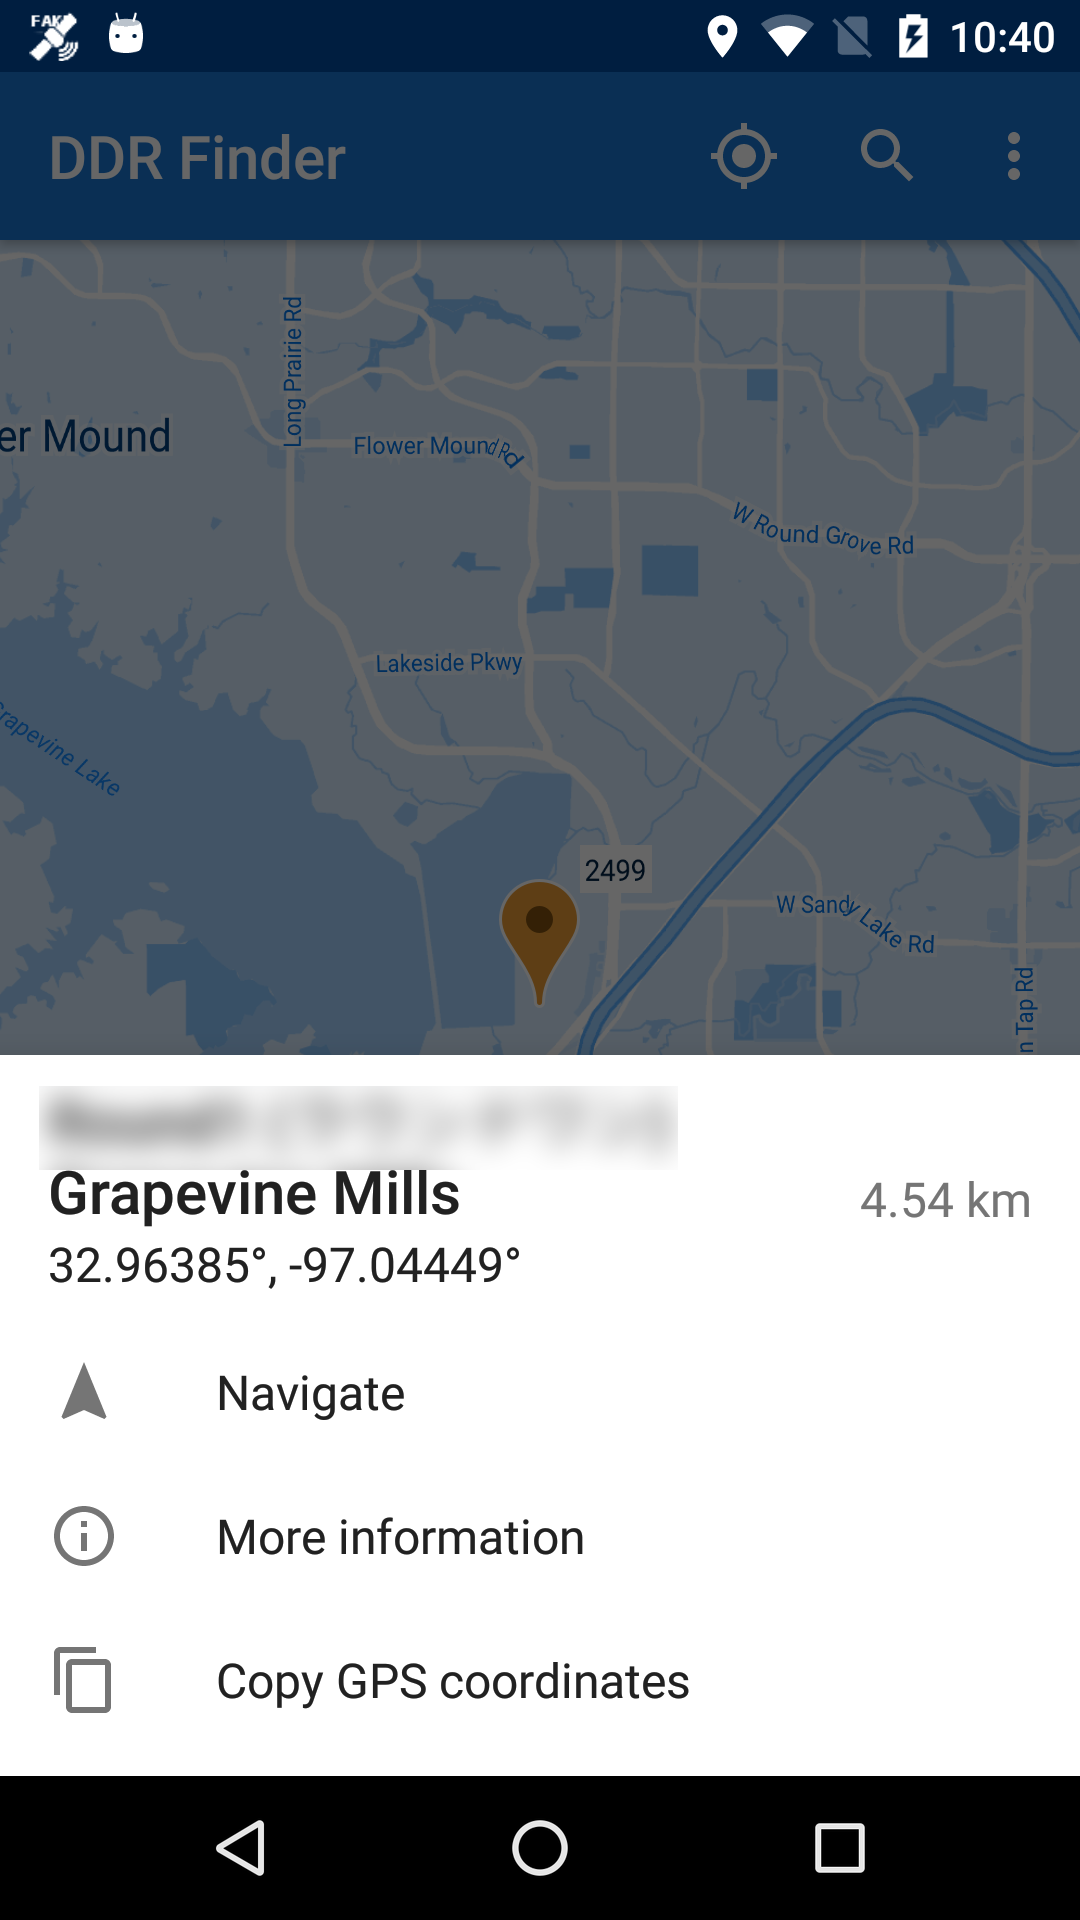 FAKE
10:40
DDR Finder
Long Prairie Rd
er Mound
Flower Mound Rd
W Round Grove Rd
Lakeside Pkwy
Grapevine Lake
2499
W Sandy Lake Rd
n Tap Rd
Grapevine Mills
4.54 km
32.96385°, -97.04449°
Navigate
More information
Copy GPS coordinates